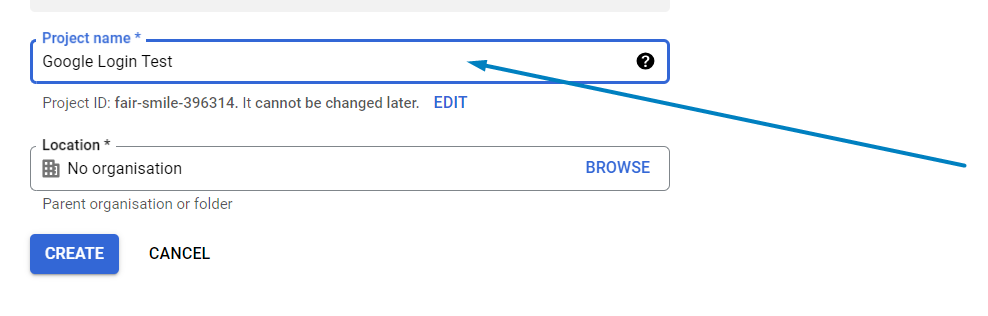 Project name *
Google Login Test
Project ID: fair-smile-396314. It cannot be changed later. EDIT
Location *
No organisation BROWSE
Parent organisation or folder
CREATE CANCEL